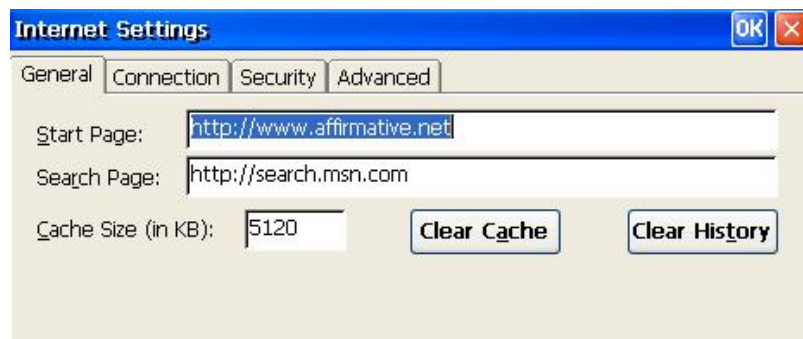 Internet Settings OK
General Connection Security Advanced
Start Page: http://www.affirmative.net
Search Page: http://search.msn.com
Cache Size (in KB): 5120 Clear Cache Clear History